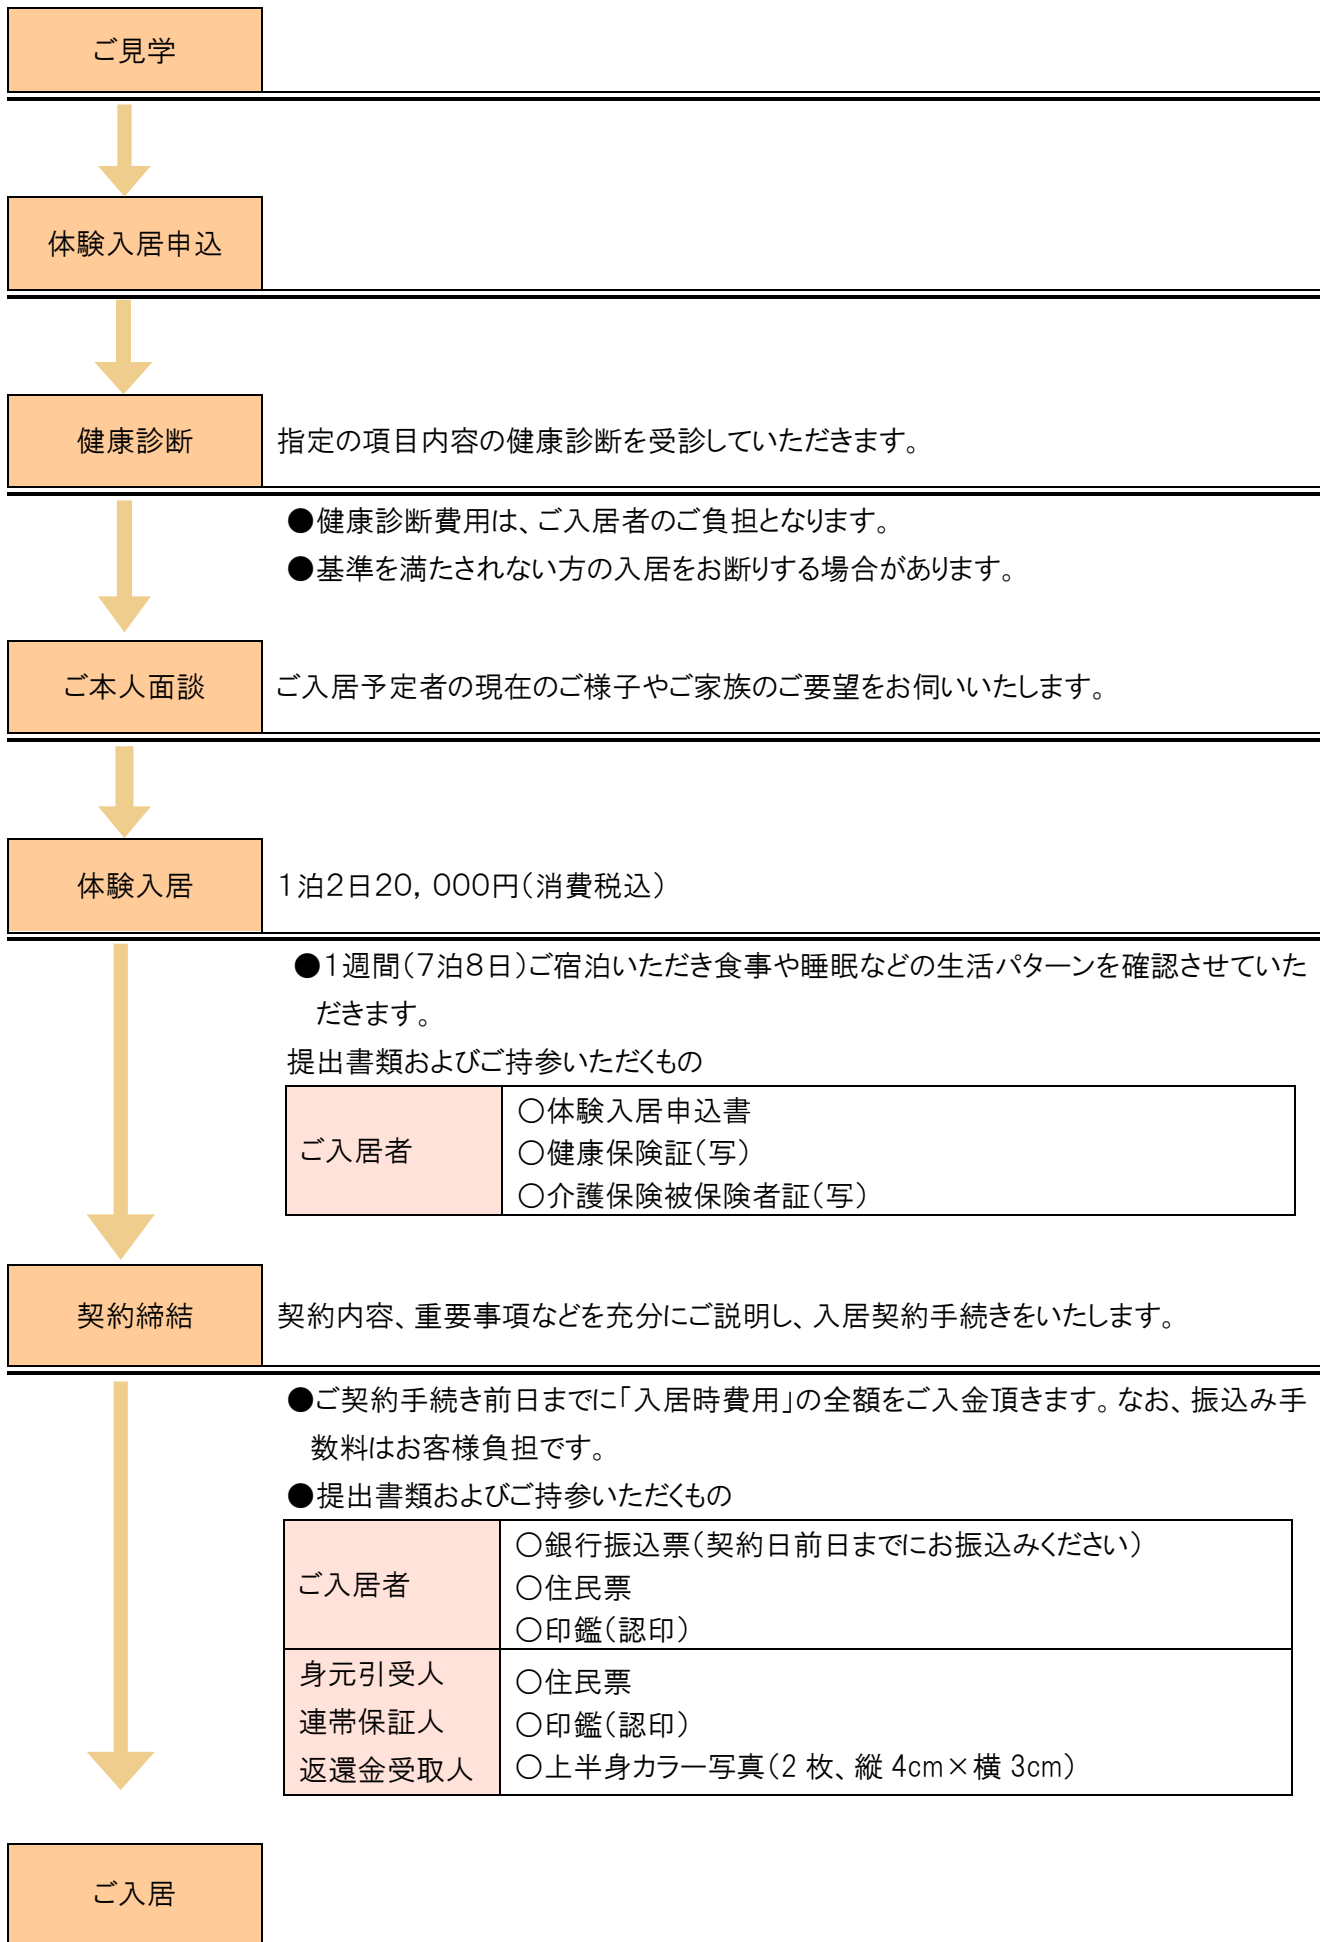 ご見学
体験入居申込
健康診断
指定の項目内容の健康診断を受診していただきます。
●健康診断費用は、ご入居者のご負担となります。
●基準を満たされない方の入居をお断りする場合があります。
ご本人面談
ご入居予定者の現在のご様子やご家族のご要望をお伺いいたします。
体験入居
1泊2日20，000円（消費税込）
●1週間（7泊8日）ご宿泊いただき食事や睡眠などの生活パターンを確認させていた
だきます。
提出書類およびご持参いただくもの
ご入居者
○体験入居申込書
○健康保険証（写）
○介護保険被保険者証（写）
契約締結
契約内容、重要事項などを充分にご説明し、入居契約手続きをいたします。
●ご契約手続き前日までに「入居時費用」の全額をご入金頂きます。なお、振込み手
数料はお客様負担です。
●提出書類およびご持参いただくもの
ご入居者
○銀行振込票（契約日前日までにお振込みください）
○住民票
○印鑑（認印）
身元引受人
連帯保証人
返還金受取人
○住民票
○印鑑（認印）
○上半身カラー写真（2 枚、縦 4cm×横 3cm）
ご入居